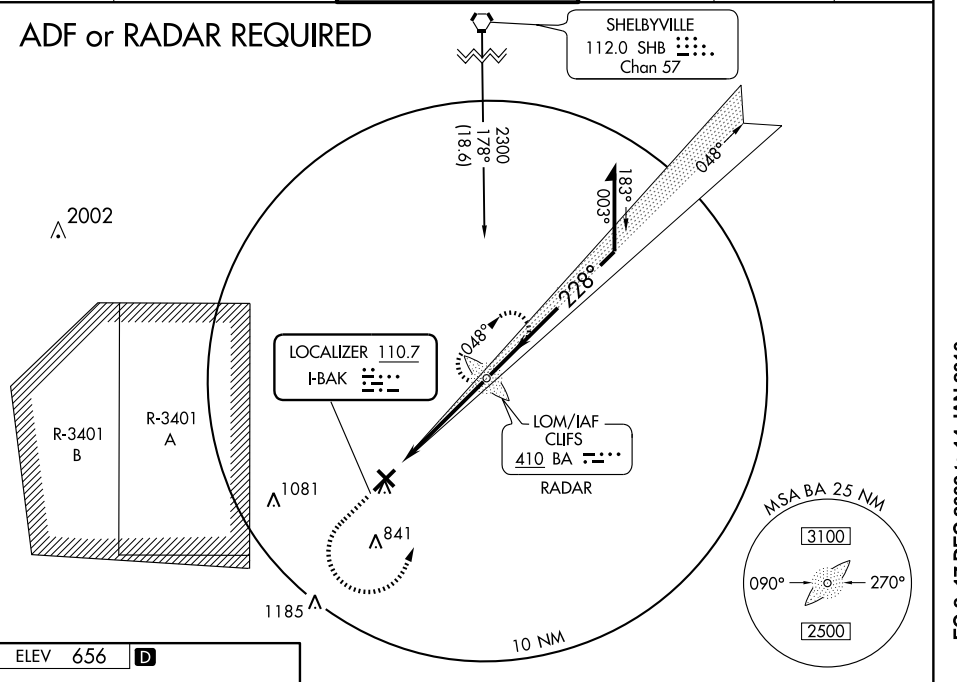 ADF or RADAR REQUIRED
SHELBYVILLE
112.0 SHB
Chan 57
2300
178°
(18.6)
048°
183°
003°
2002
228°
048°
LOCALIZER 110.7
I-BAK
R-3401
B
R-3401
A
LOM/IAF
CLIFS
410 BA
RADAR
1081
841
1185
10 NM
MSA BA 25 NM
3100
090°
270°
2500
ELEV 656 D